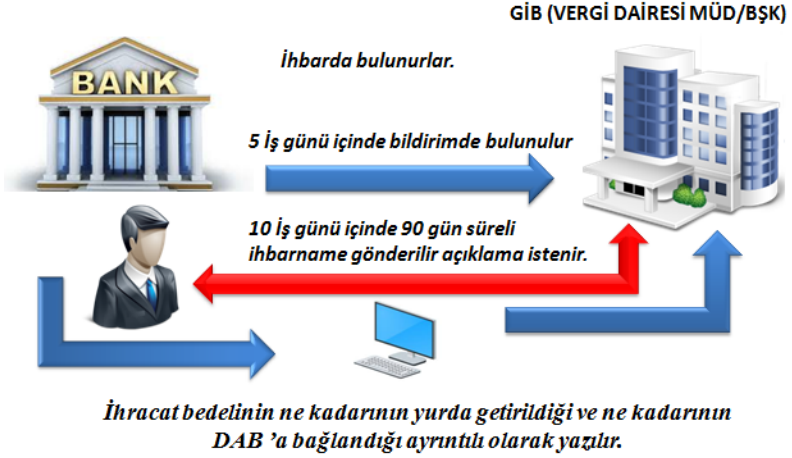 GİB (VERGİ DAİRESİ MÜD/BŞK)
İhbarda bulunurlar.
BANK
5 İş günü içinde bildirimde bulunulur
10 İş günü içinde 90 gün süreli
ihbarname gönderilir açıklama istenir.
İhracat bedelinin ne kadarının yurda getirildiği ve ne kadarının
DAB 'a bağlandığı ayrıntılı olarak yazılır.